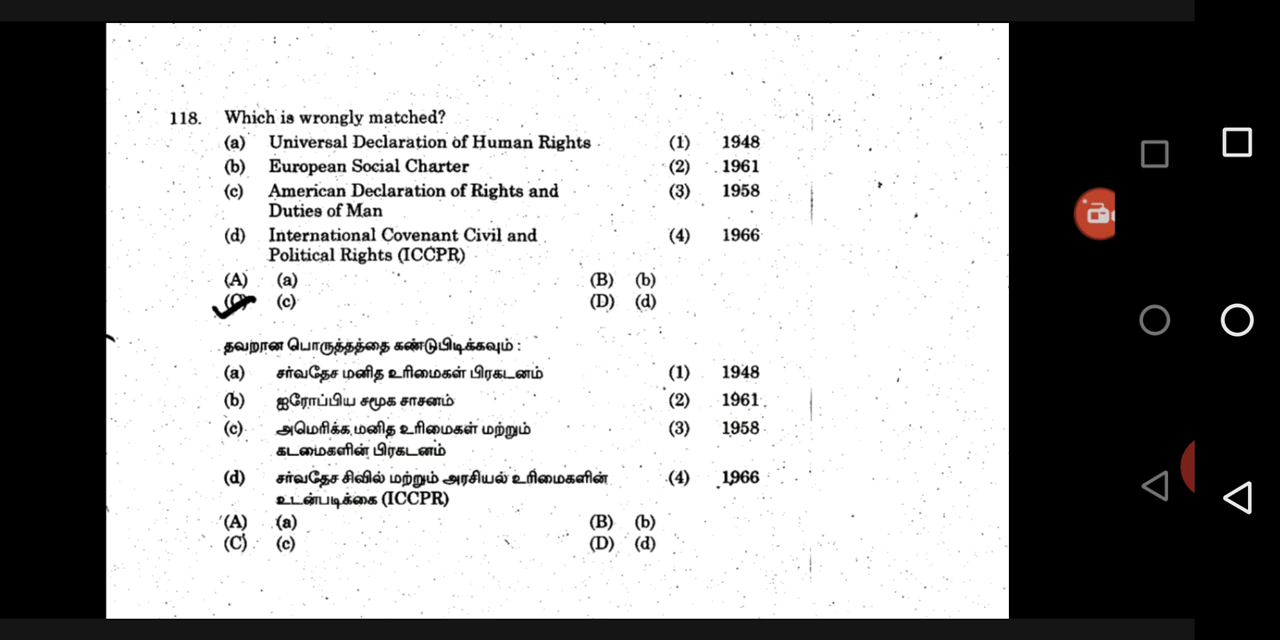 118. Which is wrongly matched?
(a) Universal Declaration of Human Rights (1) 1948
(b) European Social Charter (2) 1961
(c) American Declaration of Rights and (3) 1958
Duties of Man
(d) International Covenant Civil and (4) 1966
Political Rights (ICCPR)
(A) (a) (B) (b)
(C) (c) (D) (d)
தவறான பொருத்தத்தை கண்டுபிடிக்கவும் :
(a) சர்வதேச மனித உரிமைகள் பிரகடனம் (1) 1948
(b) ஐரோப்பிய சமூக சாசனம் (2) 1961
(c) அமெரிக்க மனித உரிமைகள் மற்றும் (3) 1958
கடமைகளின் பிரகடனம்
(d) சர்வதேச சிவில் மற்றும் அரசியல் உரிமைகளின் (4) 1966
உடன்படிக்கை (ICCPR)
(A) (a) (B) (b)
(C) (c) (D) (d)